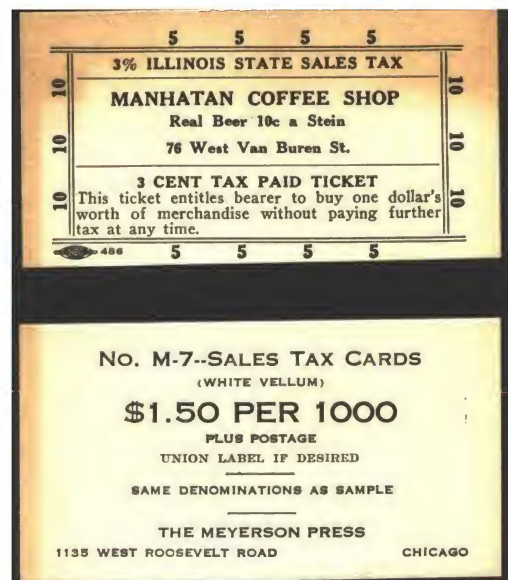 5 5 5 5
3% ILLINOIS STATE SALES TAX
10 10
MANHATAN COFFEE SHOP
Real Beer 10c a Stein
10 10
76 West Van Buren St.
3 CENT TAX PAID TICKET
10 10
This ticket entitles bearer to buy one dollar's
worth of merchandise without paying further
tax at any time.
486
5 5 5 5
No. M-7--SALES TAX CARDS
(WHITE VELLUM)
$1.50 PER 1000
PLUS POSTAGE
UNION LABEL IF DESIRED
SAME DENOMINATIONS AS SAMPLE
THE MEYERSON PRESS
1135 WEST ROOSEVELT ROAD CHICAGO